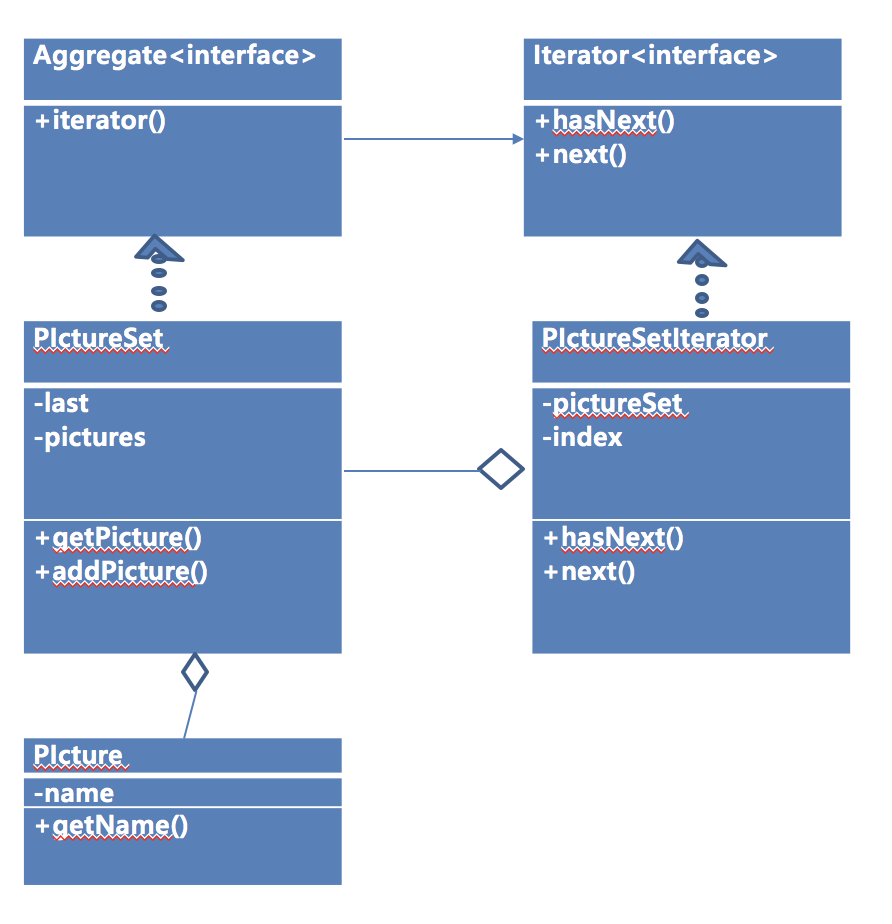 Aggregate<interface>
+iterator()
Iterator<interface>
+hasNext()
+next()
PIctureSet
-last
-pictures
+getPicture()
+addPicture()
PIctureSetIterator
-pictureSet
-index
+hasNext()
+next()
PIcture
-name
+getName()